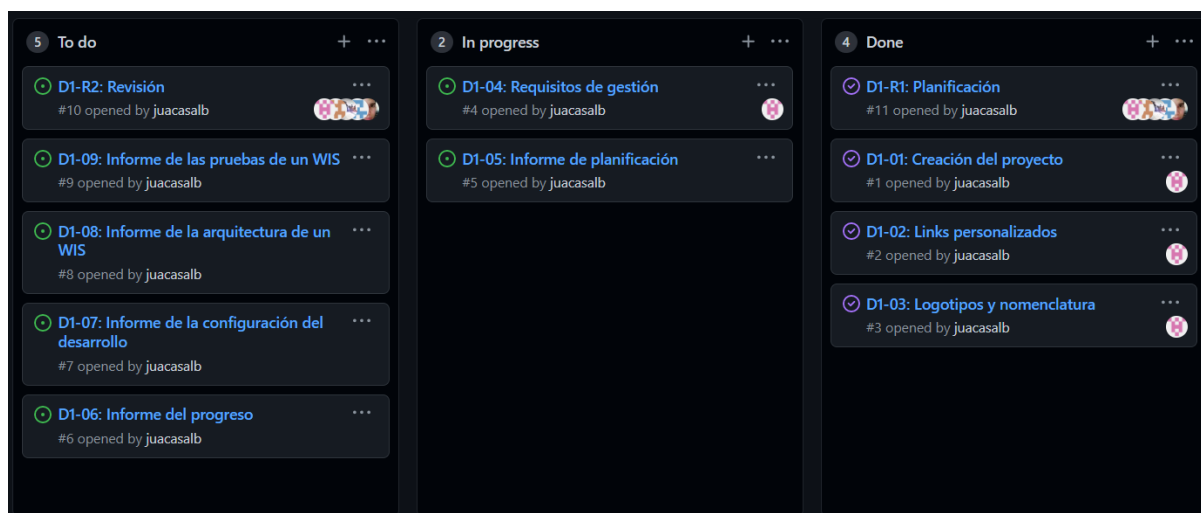 5 To do
D1-R2: Revisión
#10 opened by juacasalb
D1-09: Informe de las pruebas de un WIS
#9 opened by juacasalb
D1-08: Informe de la arquitectura de un
WIS
#8 opened by juacasalb
D1-07: Informe de la configuración del
desarrollo
#7 opened by juacasalb
D1-06: Informe del progreso
#6 opened by juacasalb
2 In progress
D1-04: Requisitos de gestión
#4 opened by juacasalb
D1-05: Informe de planificación
#5 opened by juacasalb
4 Done
D1-R1: Planificación
#11 opened by juacasalb
D1-01: Creación del proyecto
#1 opened by juacasalb
D1-02: Links personalizados
#2 opened by juacasalb
D1-03: Logotipos y nomenclatura
#3 opened by juacasalb